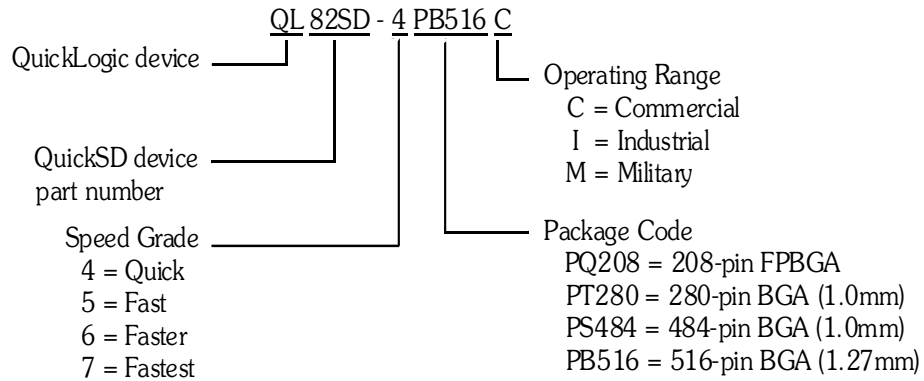 QL 82SD - 4 PB516 C
QuickLogic device
QuickSD device
part number
Speed Grade
4 = Quick
5 = Fast
6 = Faster
7 = Fastest
Operating Range
C = Commercial
I = Industrial
M = Military
Package Code
PQ208 = 208-pin FPBGA
PT280 = 280-pin BGA (1.0mm)
PS484 = 484-pin BGA (1.0mm)
PB516 = 516-pin BGA (1.27mm)